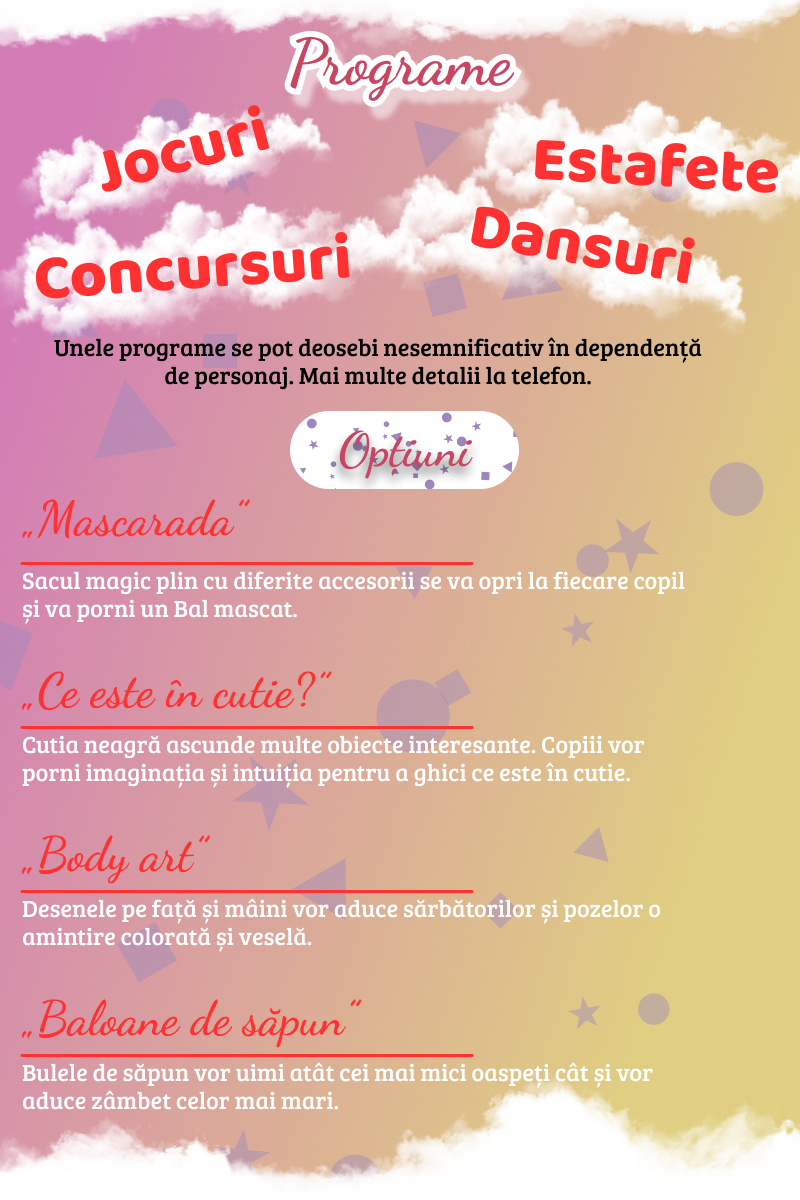 Programe
Jocuri
Estafete
Concursuri
Dansuri
Unele programe se pot deosebi nesemnificativ în dependență
de personaj. Mai multe detalii la telefon.
Optiuni
„Mascarada”
Sacul magic plin cu diferite accesorii se va opri la fiecare copil
și va porni un Bal mascat.
„Ce este în cutie?”
Cutia neagră ascunde multe obiecte interesante. Copiii vor
porni imaginația și intuiția pentru a ghici ce este în cutie.
„Body art”
Desenele pe față și mâini vor aduce sărbătorilor și pozelor o
amintire colorată și veselă.
„Baloane de săpun”
Bulele de săpun vor uimi atât cei mai mici oaspeți cât și vor
aduce zâmbet celor mai mari.